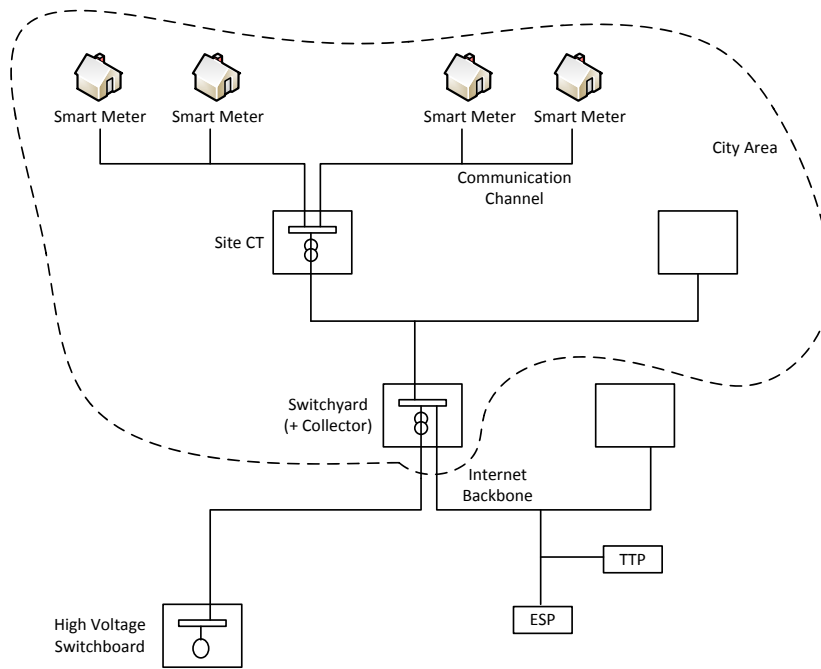 Smart Meter
Smart Meter
Smart Meter
Smart Meter
City Area
Communication
Channel
Site CT
Switchyard
(+ Collector)
Internet
Backbone
TTP
ESP
High Voltage
Switchboard